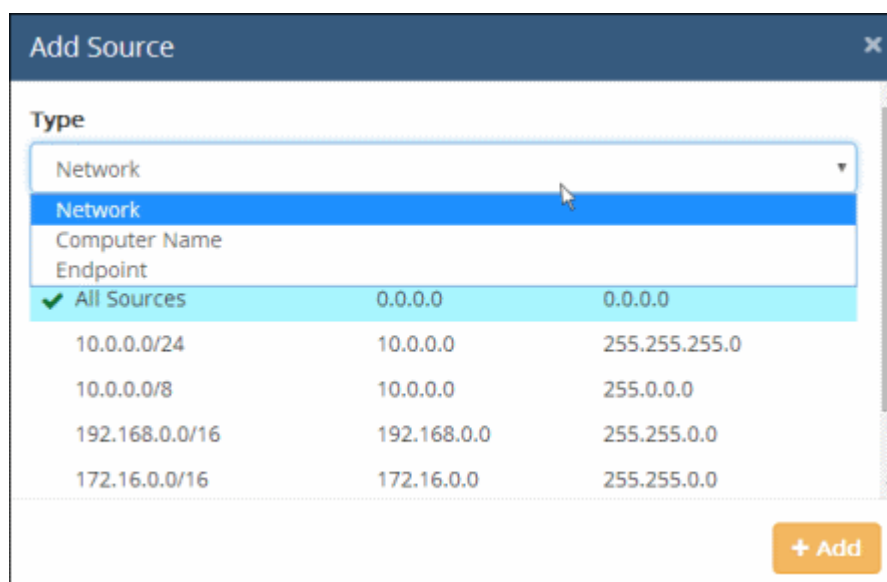 Add Source ×
Type
Network
Network
Computer Name
Endpoint
All Sources 0.0.0.0 0.0.0.0
10.0.0.0/24 10.0.0.0 255.255.255.0
10.0.0.0/8 10.0.0.0 255.0.0.0
192.168.0.0/16 192.168.0.0 255.255.0.0
172.16.0.0/16 172.16.0.0 255.255.0.0
+ Add